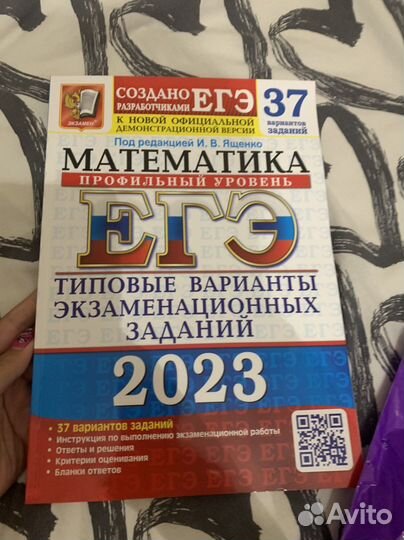 СОЗДАНО
РАЗРАБОТЧИКАМИ ЕГЭ
К НОВОЙ ОФИЦИАЛЬНОЙ
ДЕМОНСТРАЦИОННОЙ ВЕРСИИ
37
вариантов
заданий
ЭКЗАМЕН
Под редакцией И. В. Ященко
МАТЕМАТИКА
ПРОФИЛЬНЫЙ УРОВЕНЬ
ЕГЭ
ТИПОВЫЕ ВАРИАНТЫ
ЭКЗАМЕНАЦИОННЫХ
ЗАДАНИЙ
2023
• 37 вариантов заданий
• Инструкция по выполнению экзаменационной работы
• Ответы и решения
• Критерии оценивания
• Бланки ответов
Avito